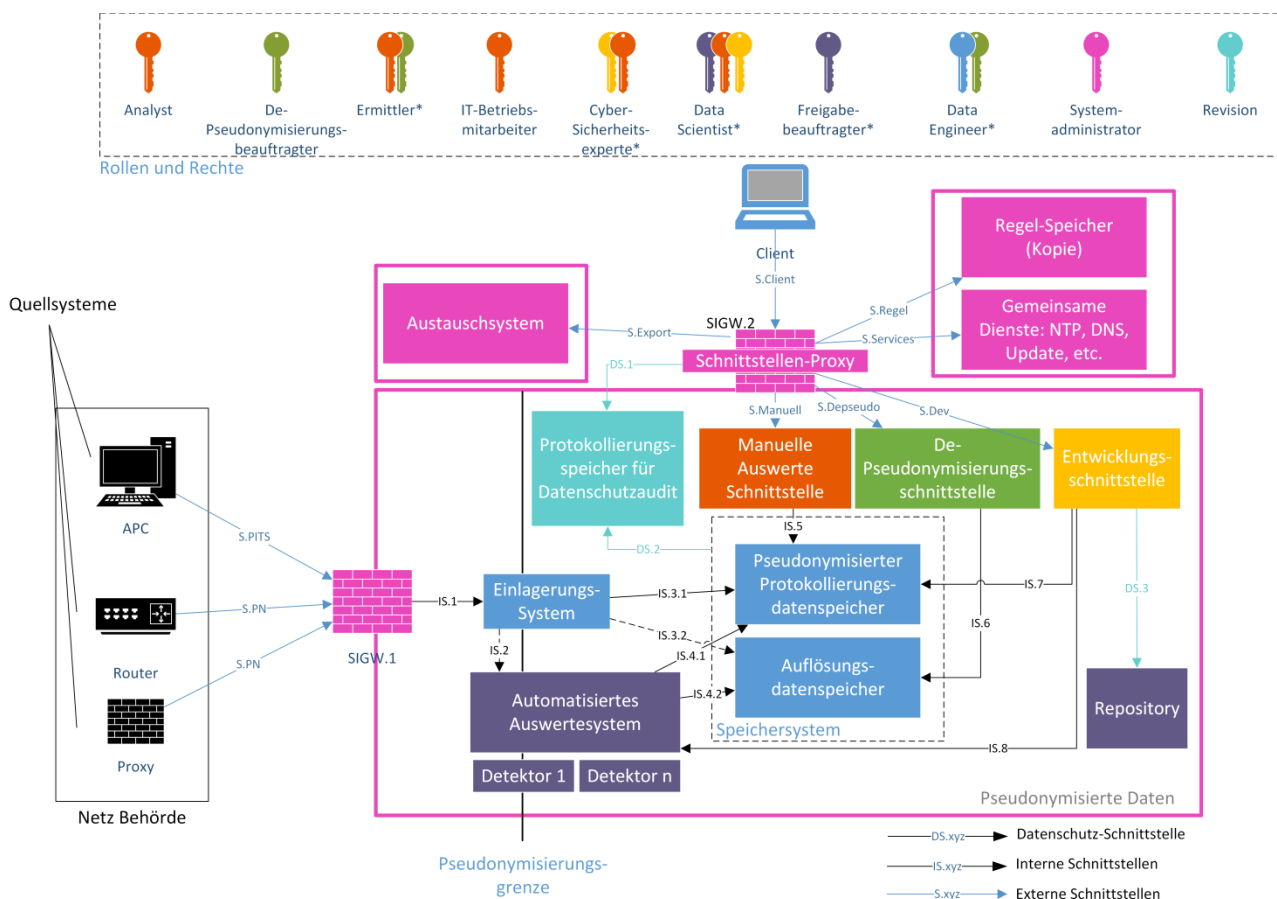 Analyst
De-
Pseudonymisierungs-
beauftragter
Ermittler*
IT-Betriebs-
mitarbeiter
Cyber-
Sicherheits-
experte*
Data
Scientist*
Freigabe-
beauftragter*
Data
Engineer*
System-
administrator
Revision
Rollen und Rechte
Client
S.Client
Regel-Speicher
(Kopie)
Gemeinsame
Dienste: NTP, DNS,
Update, etc.
S.Regel
S.Services
Austauschsystem
S.Export
SIGW.2
Schnittstellen-Proxy
Quellsysteme
DS.1
S.Manuell
S.Depseudo
S.Dev
Protokollierungs-
speicher für
Datenschutzaudit
Manuelle
Auswerte
Schnittstelle
De-
Pseudonymisierungs-
schnittstelle
Entwicklungs-
schnittstelle
APC
S.PITS
Router
S.PN
Proxy
S.PN
Netz Behörde
SIGW.1
IS.1
Einlagerungs-
System
DS.2
IS.5
IS.3.1
Pseudonymisierter
Protokollierungs-
datenspeicher
IS.7
DS.3
IS.6
IS.2
IS.3.2
IS.4.1
Auflösungs-
datenspeicher
Automatisiertes
Auswertesystem
IS.4.2
Speichersystem
IS.8
Repository
Detektor 1
Detektor n
Pseudonymisierte Daten
Pseudonymisierungs-
grenze
DS.xyz
Datenschutz-Schnittstelle
IS.xyz
Interne Schnittstellen
S.xyz
Externe Schnittstellen